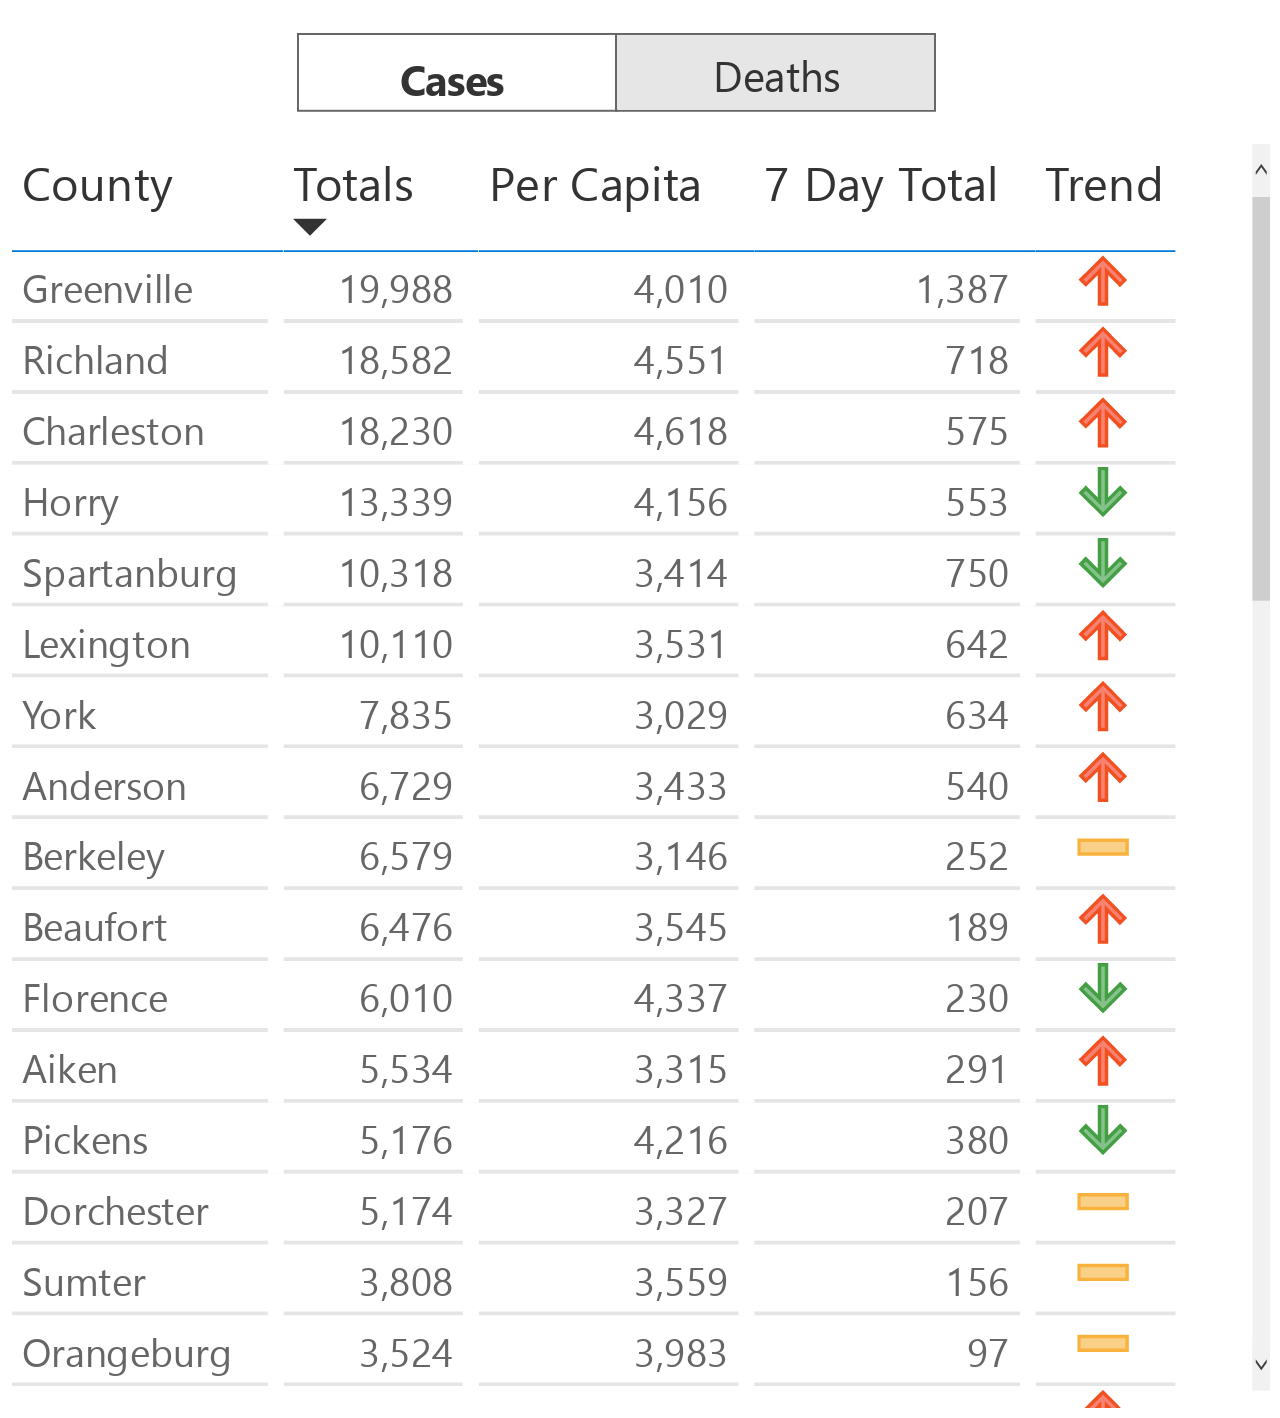 Cases Deaths
County Totals Per Capita 7 Day Total Trend
Greenville 19,988 4,010 1,387
Richland 18,582 4,551 718
Charleston 18,230 4,618 575
Horry 13,339 4,156 553
Spartanburg 10,318 3,414 750
Lexington 10,110 3,531 642
York 7,835 3,029 634
Anderson 6,729 3,433 540
Berkeley 6,579 3,146 252
Beaufort 6,476 3,545 189
Florence 6,010 4,337 230
Aiken 5,534 3,315 291
Pickens 5,176 4,216 380
Dorchester 5,174 3,327 207
Sumter 3,808 3,559 156
Orangeburg 3,524 3,983 97